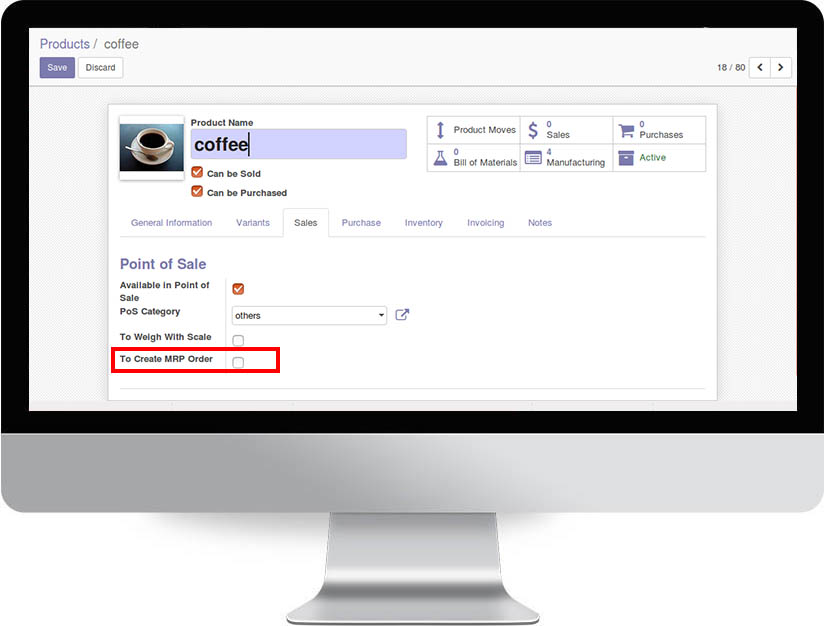 Products / coffee
Save Discard
18 / 80
Product Name
coffee
Can be Sold
Can be Purchased
Product Moves
0
Sales
0
Purchases
0
Bill of Materials
4
Manufacturing
Active
General Information Variants Sales Purchase Inventory Invoicing Notes
Point of Sale
Available in Point of
Sale
PoS Category
others
To Weigh With Scale
To Create MRP Order